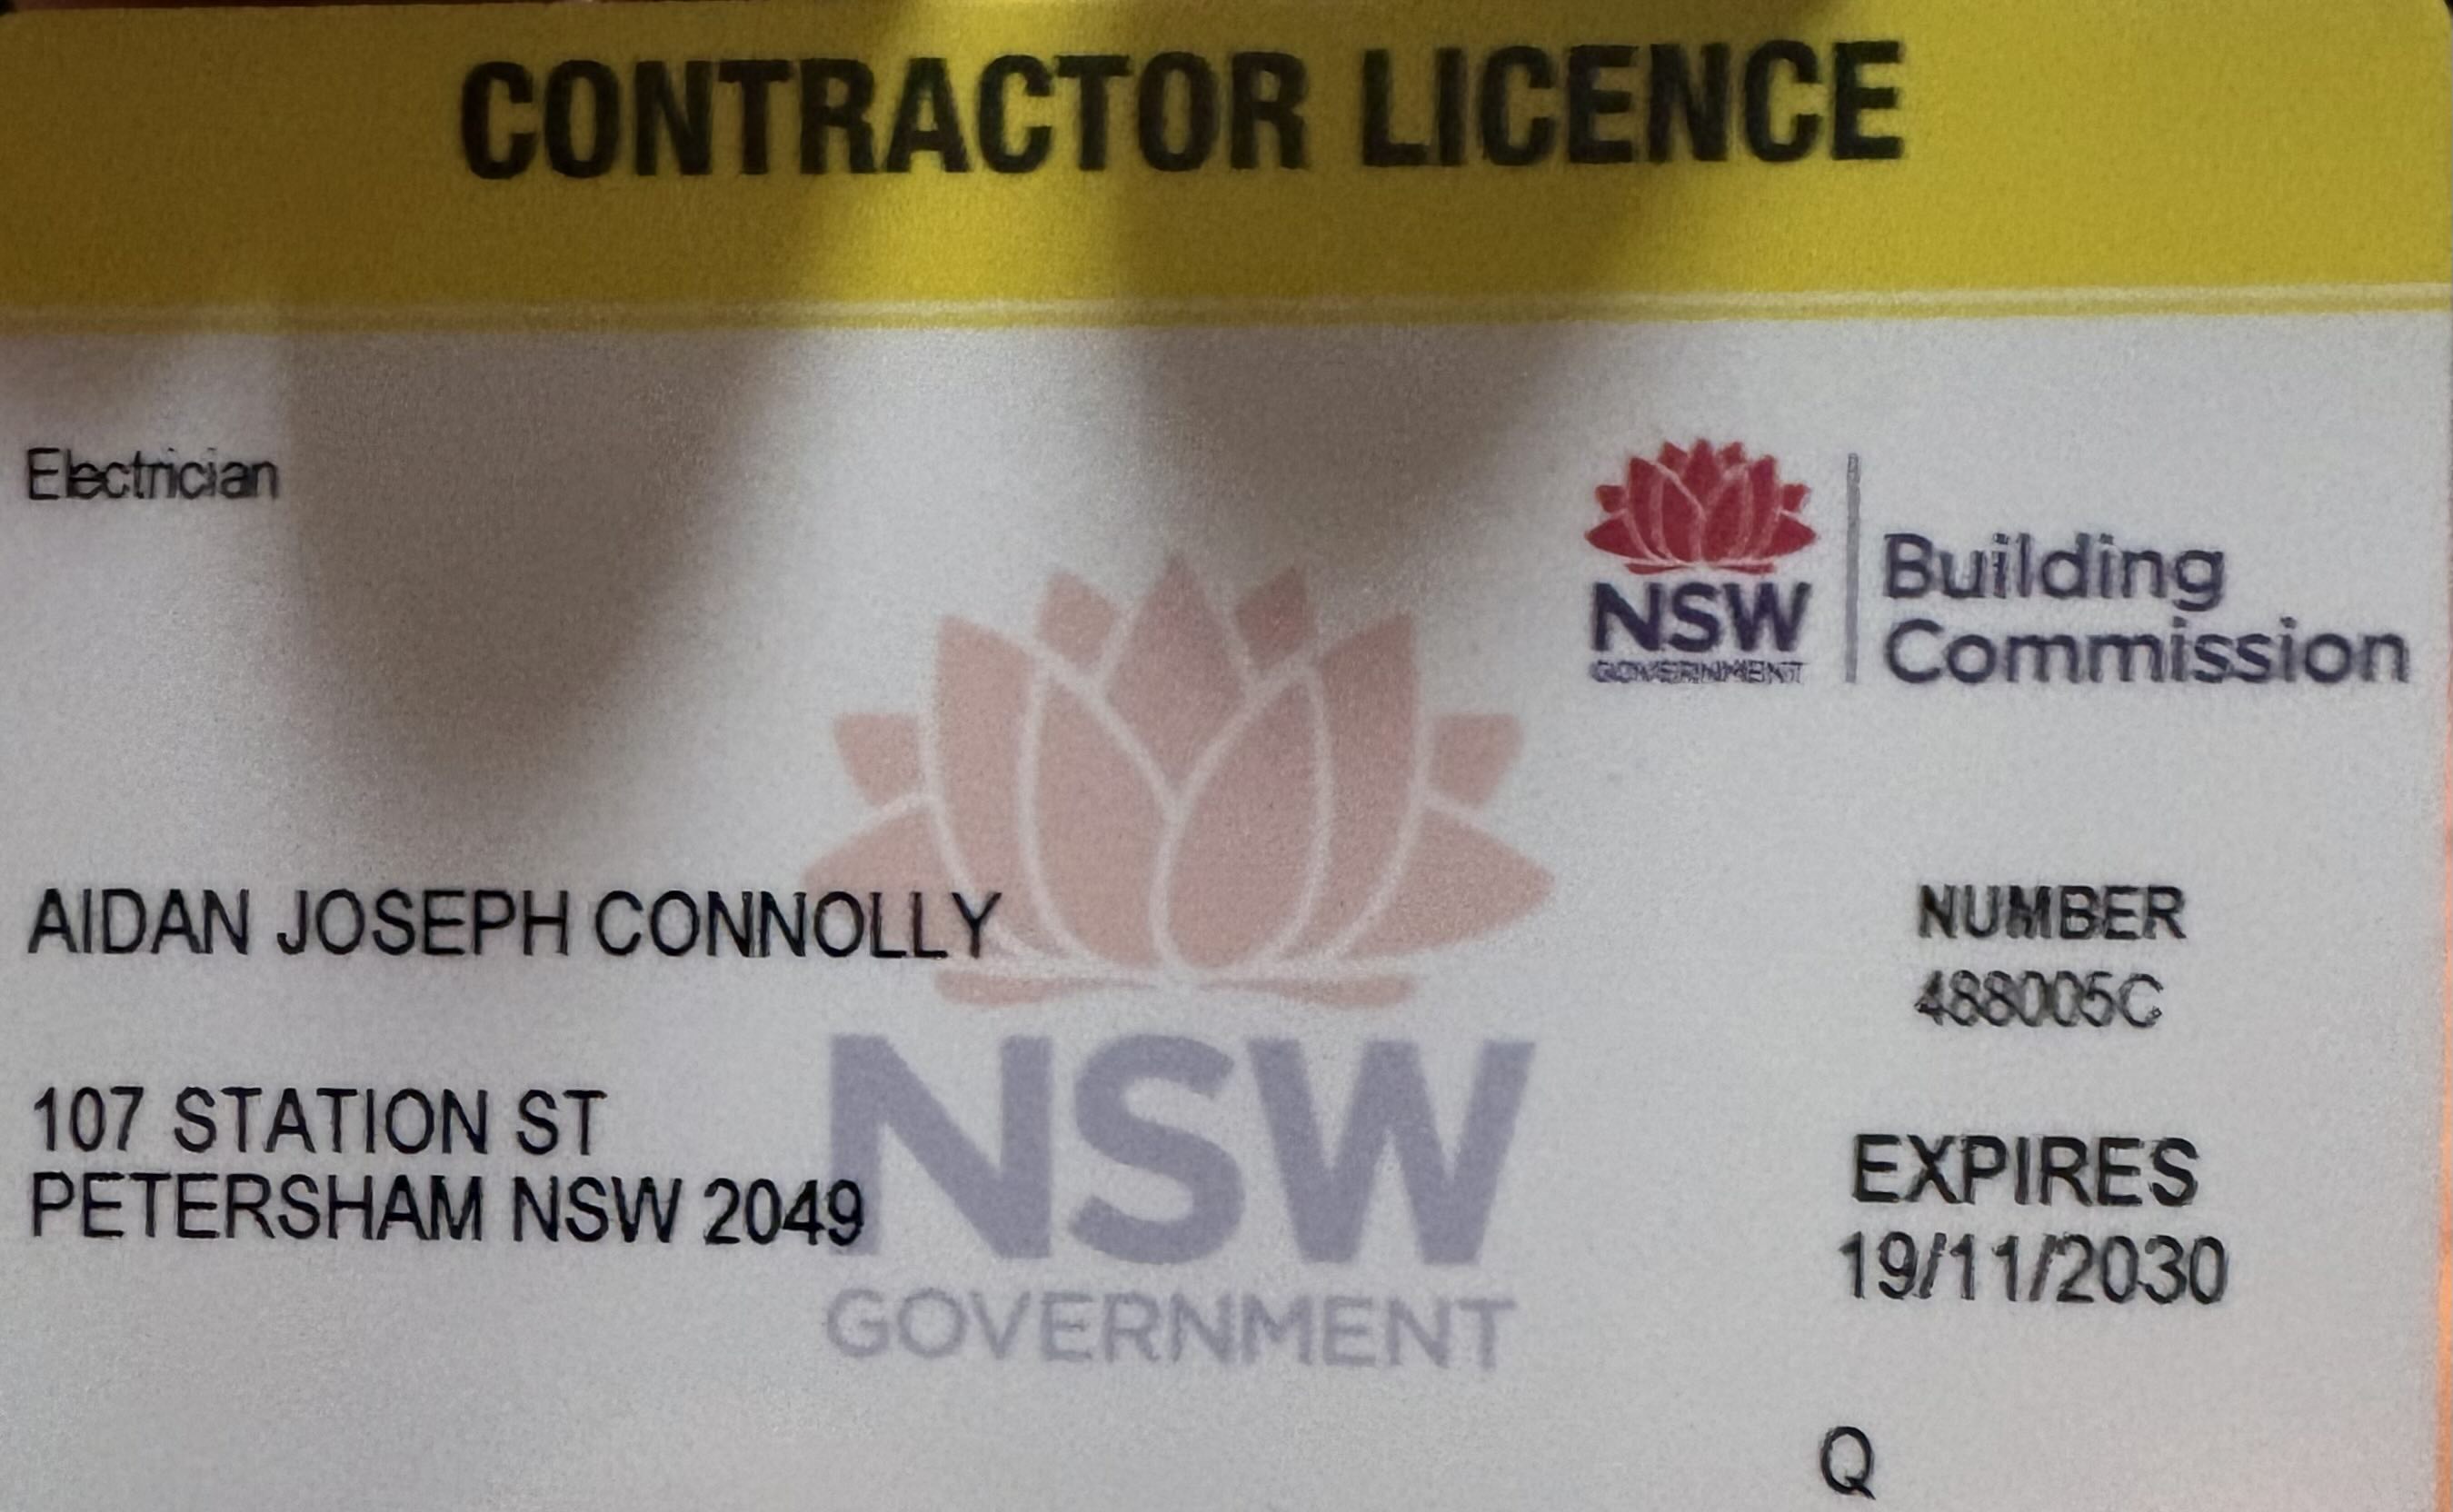 CONTRACTOR LICENCE
Electrician
NSW
GOVERNMENT
Building
Commission
AIDAN JOSEPH CONNOLLY
NUMBER
488005C
107 STATION ST
PETERSHAM NSW 2049
EXPIRES
19/11/2030
NSW
GOVERNMENT
Q